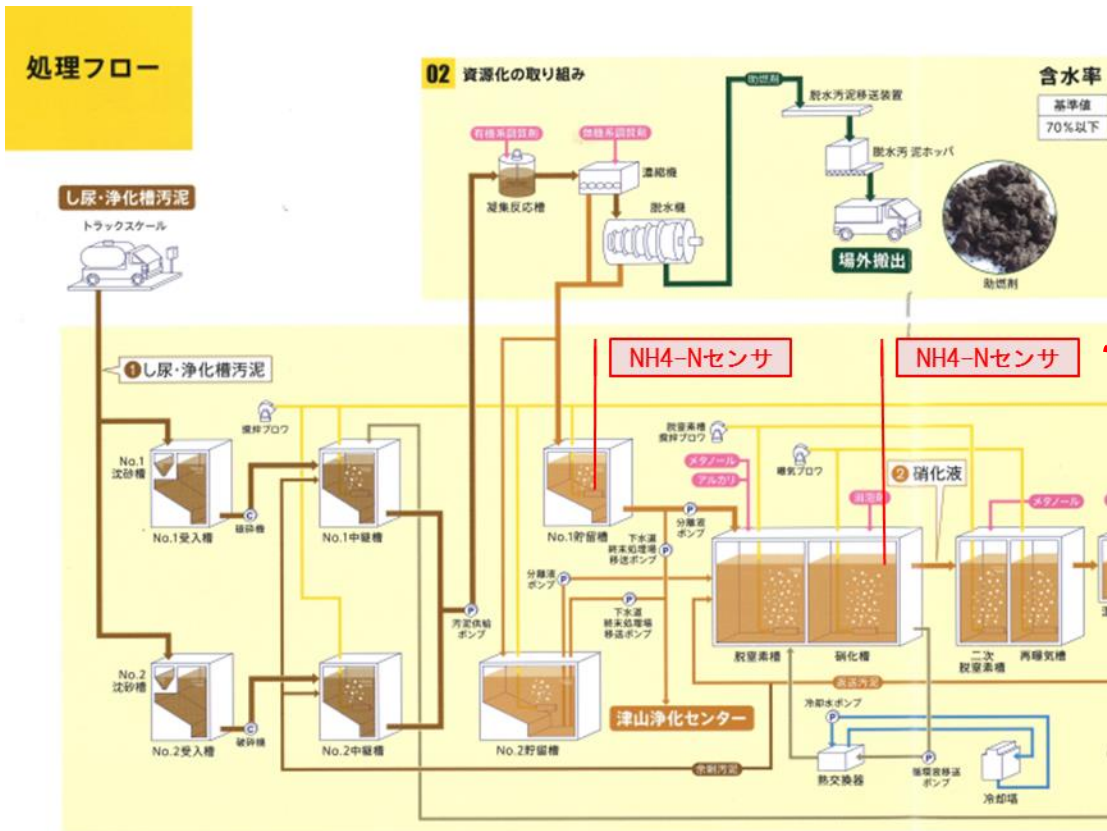 処理フロー
02 資源化の取り組み
含水率
基準値
70%以下
助燃剤
脱水汚泥移送装置
脱水汚泥ホッパ
場外搬出
助燃剤
有機系調質剤
無機系調質剤
凝集反応槽
濃縮機
脱水機
し尿・浄化槽汚泥
トラックスケール
❶し尿・浄化槽汚泥
NH4-Nセンサ
NH4-Nセンサ
撹拌ブロワ
No.1
沈砂槽
No.1受入槽
破砕機
No.1中継槽
汚泥供給
ポンプ
No.1貯留槽
分離液
ポンプ
下水道
終末処理場
移送ポンプ
脱窒素槽
撹拌ブロワ
曝気ブロワ
メタノール
アルカリ
消泡剤
❷硝化液
メタノール
分離液
ポンプ
下水道
終末処理場
移送ポンプ
脱窒素槽
硝化槽
二次
脱窒素槽
再曝気槽
返送汚泥
No.2
沈砂槽
No.2受入槽
破砕機
No.2中継槽
No.2貯留槽
津山浄化センター
冷却水ポンプ
熱交換器
循環液移送
ポンプ
冷却塔
余剰汚泥